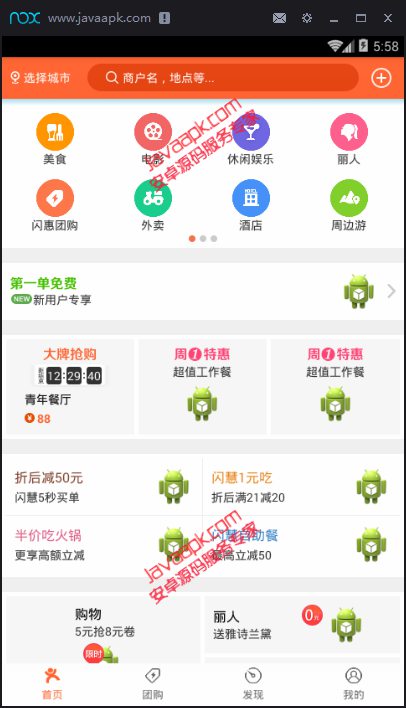 nox www.javaapk.com
5:58
选择城市 商户名，地点等...
美食 电影 休闲娱乐 丽人
闪惠团购 外卖 酒店 周边游
javaapk.com
安卓源码服务专家
第一单免费
NEW 新用户专享
大牌抢购 周1特惠 周1特惠
12:29:40 超值工作餐 超值工作餐
青年餐厅
¥ 88
折后减50元 闪慧1元吃
闪慧5秒买单 折后满21减20
半价吃火锅 闪慧自助餐
更享高额立减 最高立减50
javaapk.com
安卓源码服务专家
购物 丽人
5元抢8元卷 送雅诗兰黛
0元
限时
首页 团购 发现 我的